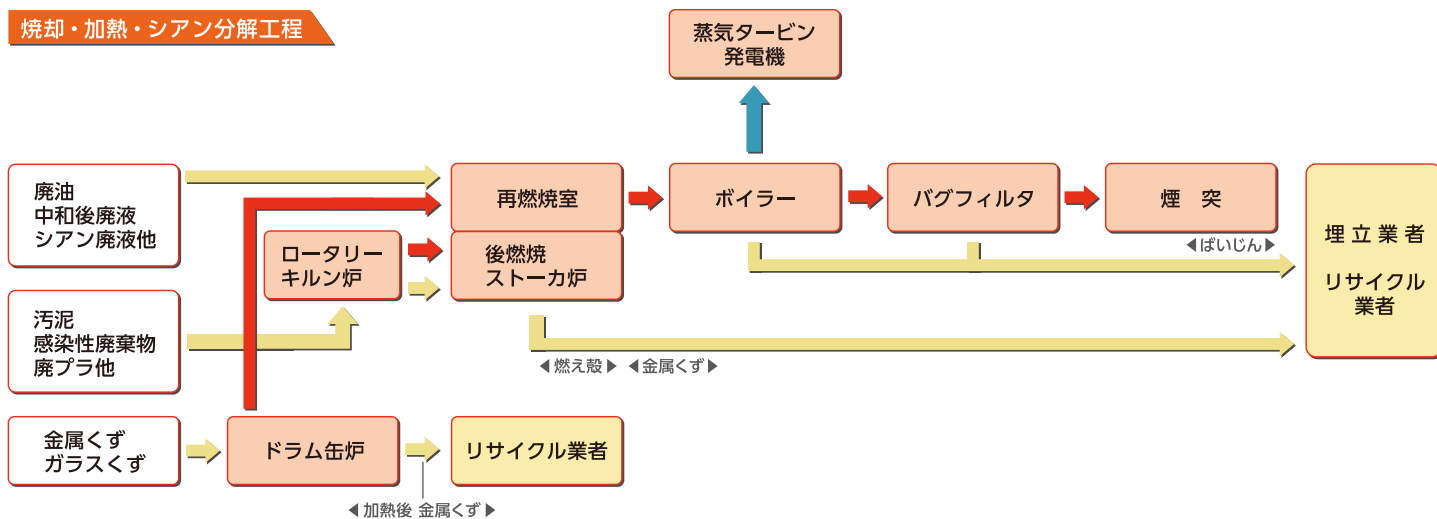 焼却・加熱・シアン分解工程
蒸気タービン
発電機
廃油
中和後廃液
シアン廃液他
再燃焼室
ボイラー
バグフィルタ
煙　突
ロータリー
キルン炉
後燃焼
ストーカ炉
◀ばいじん▶
埋立業者
リサイクル
業者
汚泥
感染性廃棄物
廃プラ他
◀燃え殻▶ ◀金属くず▶
金属くず
ガラスくず
ドラム缶炉
リサイクル業者
◀加熱後 金属くず▶